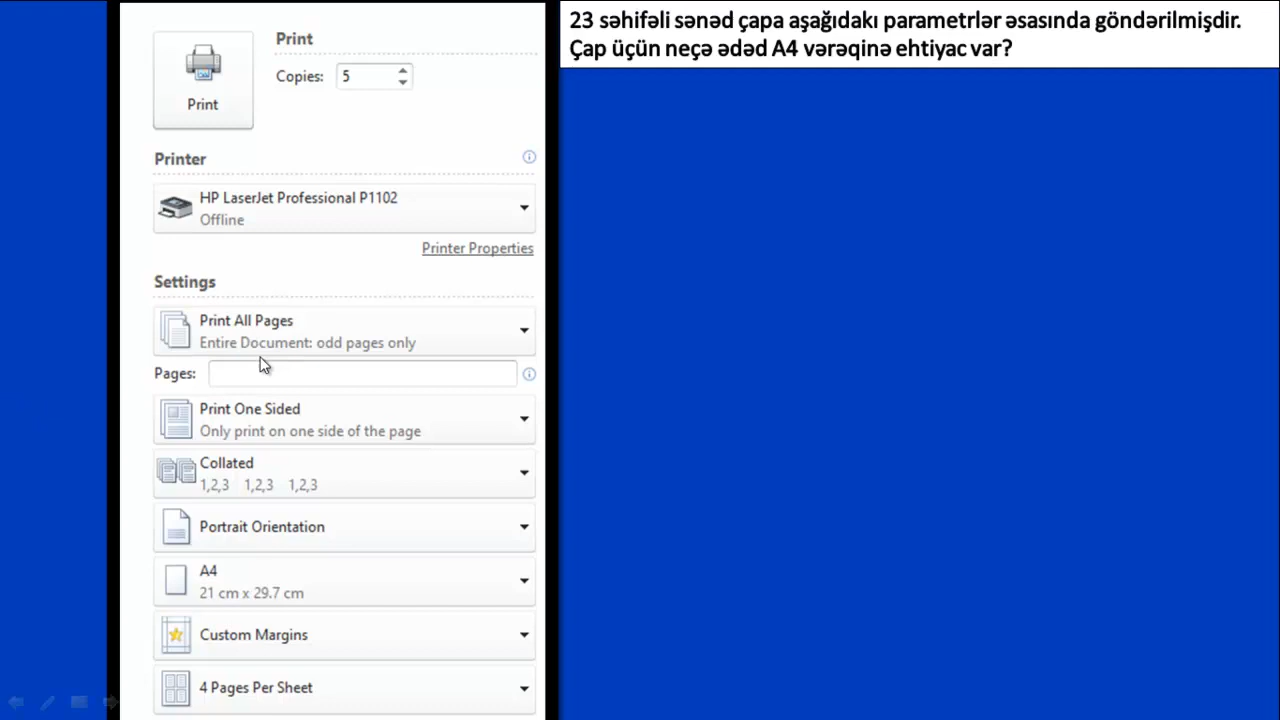 23 səhifəli sənəd çapa aşağıdakı parametrlər əsasında göndərilmişdir.
Çap üçün neçə ədəd A4 vərəqinə ehtiyac var?
Print
Copies: 5
Print
Printer
HP LaserJet Professional P1102
Offline
Printer Properties
Settings
Print All Pages
Entire Document: odd pages only
Pages:
Print One Sided
Only print on one side of the page
Collated
1,2,3 1,2,3 1,2,3
Portrait Orientation
A4
21 cm x 29.7 cm
Custom Margins
4 Pages Per Sheet